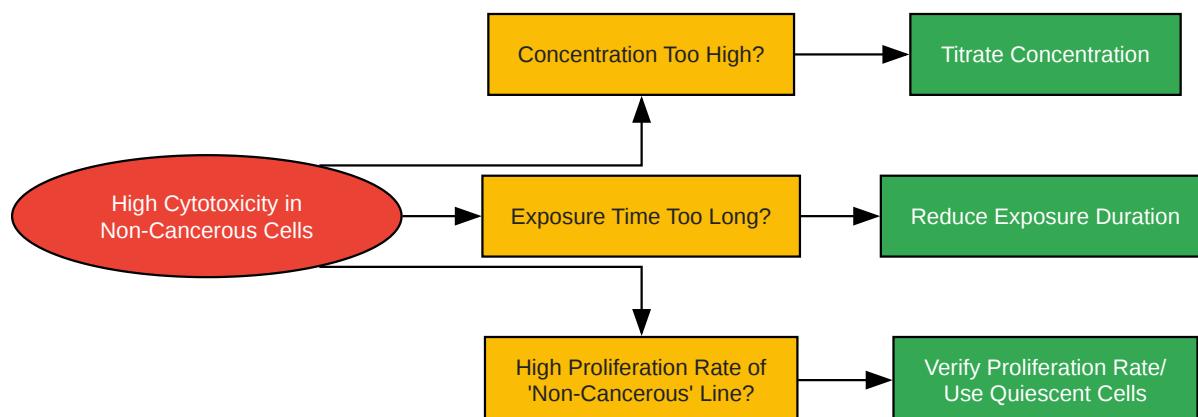 Concentration Too High?
Titrate Concentration
High Cytotoxicity in
Non-Cancerous Cells
Exposure Time Too Long?
Reduce Exposure Duration
High Proliferation Rate of
'Non-Cancerous' Line?
Verify Proliferation Rate/
Use Quiescent Cells